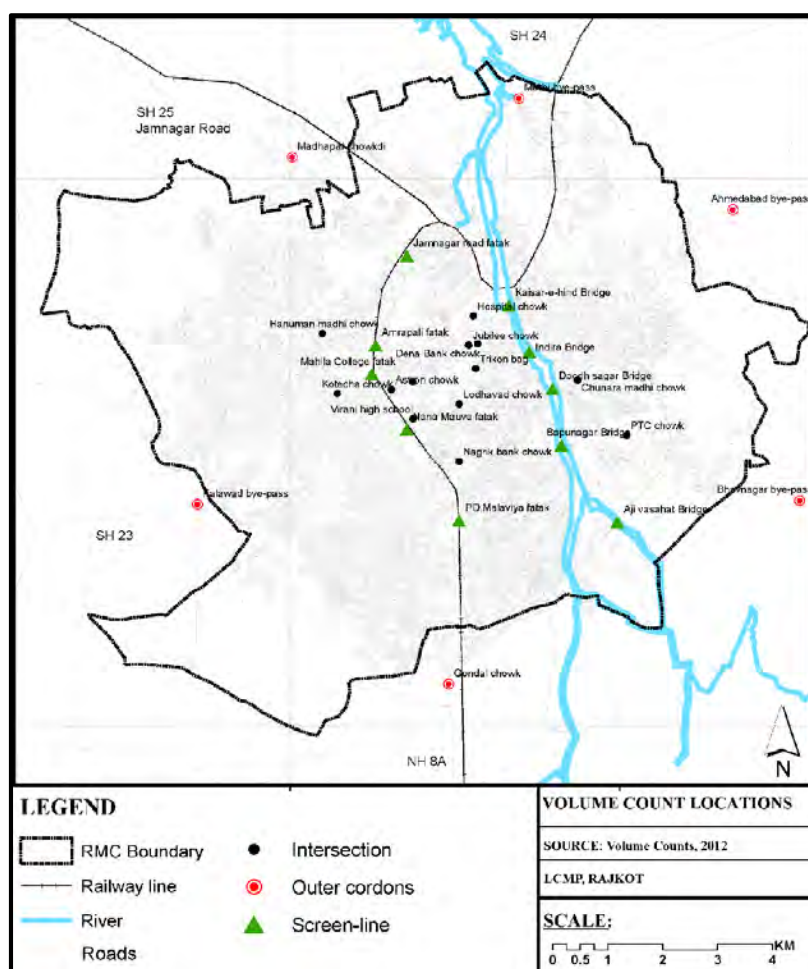 SH 24
Morbi bye-pass
SH 25
Jamnagar Road
Madhapar chowkdi
Ahmedabad bye-pass
Jamnagar road fatak
Kaisar-e-hind Bridge
Hospital chowk
Hanuman madhi chowk
Amrapali fatak
Jubilee chowk
Dena Bank chowk
Indira Bridge
Trikon bag
Mahila College fatak
Doodh sagar Bridge
Chunara madhi chowk
Kotecha chowk
Astron chowk
Lodhavad chowk
Virani high school
Nana Mauva fatak
Bapunagar Bridge
PTC chowk
Nagrik bank chowk
Kalawad bye-pass
Bhavnagar bye-pass
PD Malaviya fatak
Aji vasahat Bridge
SH 23
Gondal chowk
NH 8A
N
LEGEND
RMC Boundary
Railway line
River
Roads
Intersection
Outer cordons
Screen-line
VOLUME COUNT LOCATIONS
SOURCE: Volume Counts, 2012
LCMP, RAJKOT
SCALE:
KM
0 0.5 1 2 3 4